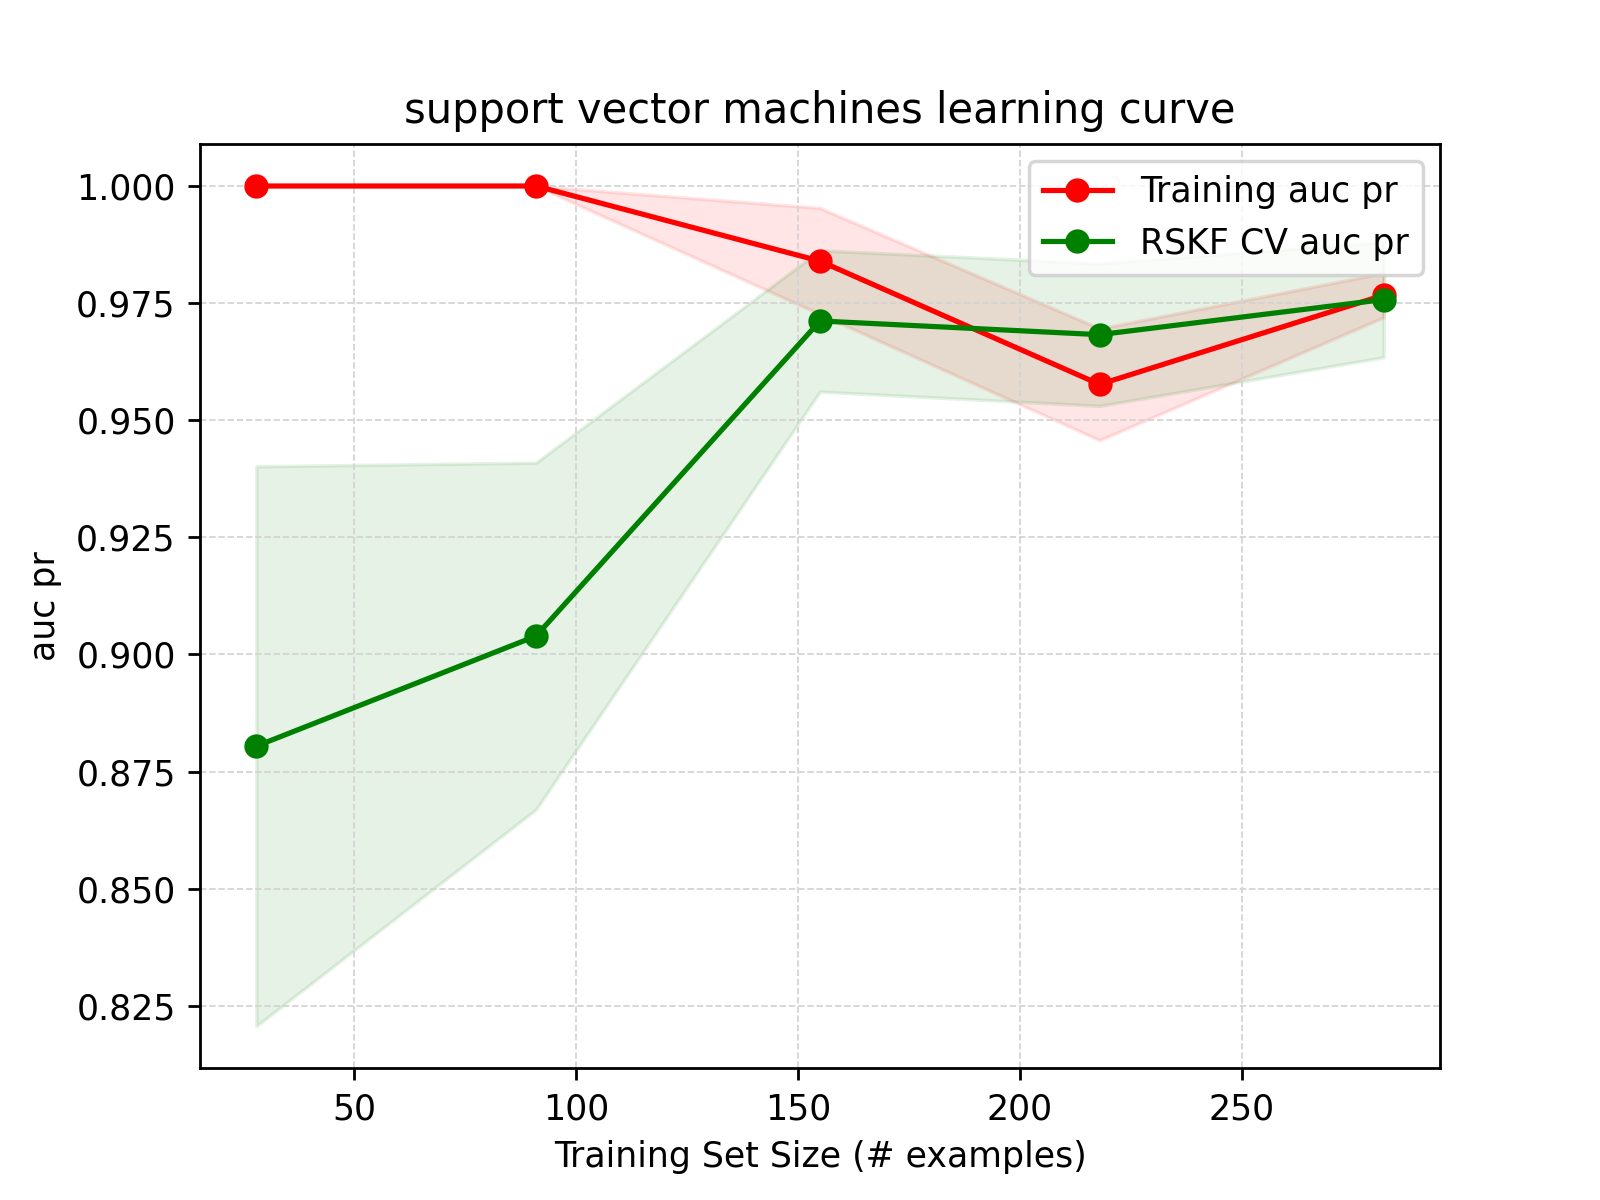 support vector machines learning curve
Training auc pr
RSKF CV auc pr
1.000
0.975
0.950
0.925
0.900
0.875
0.850
0.825
auc pr
50
100
150
200
250
Training Set Size (# examples)